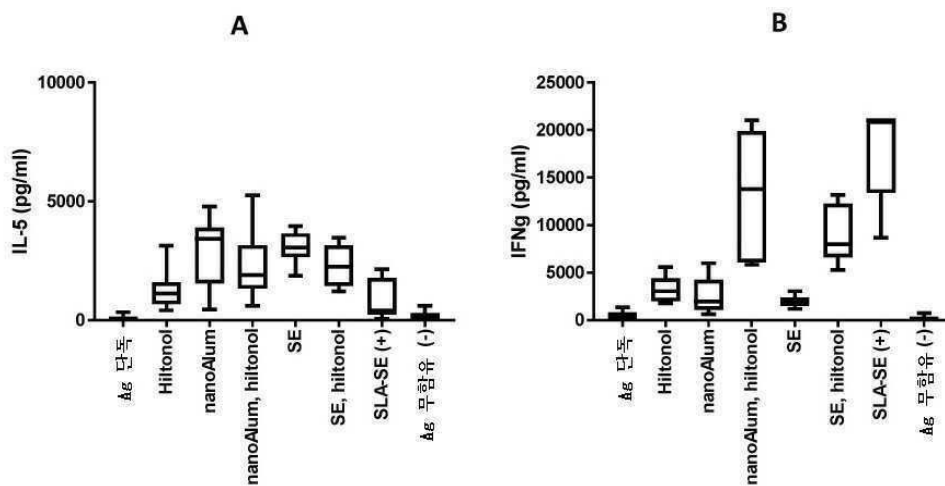 A
10000
5000
0
IL-5 (pg/ml)
Ag 단독
Hiltonol
nanoAlum
nanoAlum, hiltonol
SE
SE, hiltonol
SLA-SE (+)
Ag 무함유 (-)
B
25000
20000
15000
10000
5000
0
IFNg (pg/ml)
Ag 단독
Hiltonol
nanoAlum
nanoAlum, hiltonol
SE
SE, hiltonol
SLA-SE (+)
Ag 무함유 (-)